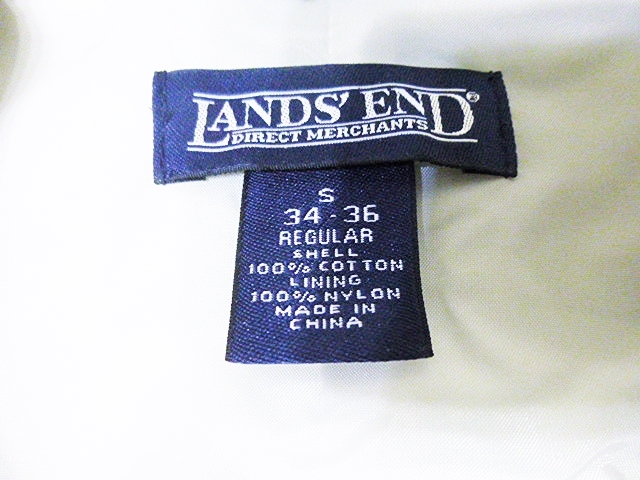 LANDS' END®
DIRECT MERCHANTS
S
34 - 36
REGULAR
SHELL
100% COTTON
LINING
100% NYLON
MADE IN
CHINA